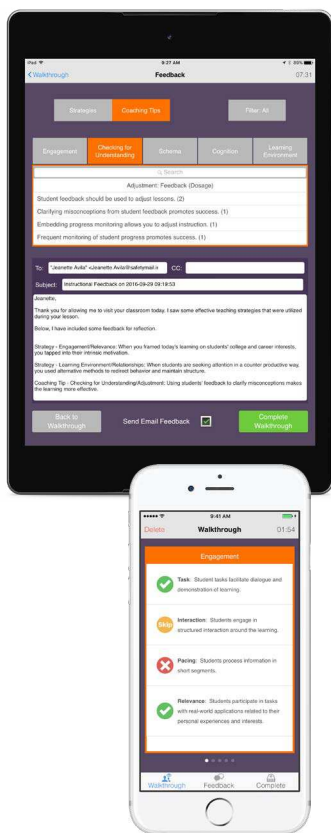 iPad
9:27 AM
85%
Walkthrough
Feedback
07:31
Strategies
Coaching Tips
Filter: All
Engagement
Checking for
Understanding
Schema
Cognition
Learning
Environment
Search
Adjustment: Feedback (Dosage)
Student feedback should be used to adjust lessons. (2)
Clarifying misconceptions from student feedback promotes success. (1)
Embedding progress monitoring allows you to adjust instruction. (1)
Frequent monitoring of student progress promotes success. (1)
To:
CC:
Subject: Instructional Feedback on 2016-09-29 09:19:53
Jeanette,
Thank you for allowing me to visit your classroom today. I saw some effective teaching strategies that were utilized
during your lesson.
Below, I have included some feedback for reflection.
Strategy - Engagement/Relevance: When you framed today's learning on students' college and career interests,
you tapped into their intrinsic motivation.
Strategy - Learning Environment/Relationships: When students are seeking attention in a counter productive way,
you used alternative methods to redirect behavior and maintain structure.
Coaching Tip - Checking for Understanding/Adjustment: Using students' feedback to clarify misconceptions makes
the learning more effective.
Back to
Walkthrough
Send Email Feedback
Complete
Walkthrough
9:41 AM
Delete
Walkthrough
01:54
Engagement
Task: Student tasks facilitate dialogue and
demonstration of learning.
Skip
Interaction: Students engage in
structured interaction around the learning.
Pacing: Students process information in
short segments.
Relevance: Students participate in tasks
with real-world applications related to their
personal experiences and interests.
Walkthrough
Feedback
Complete